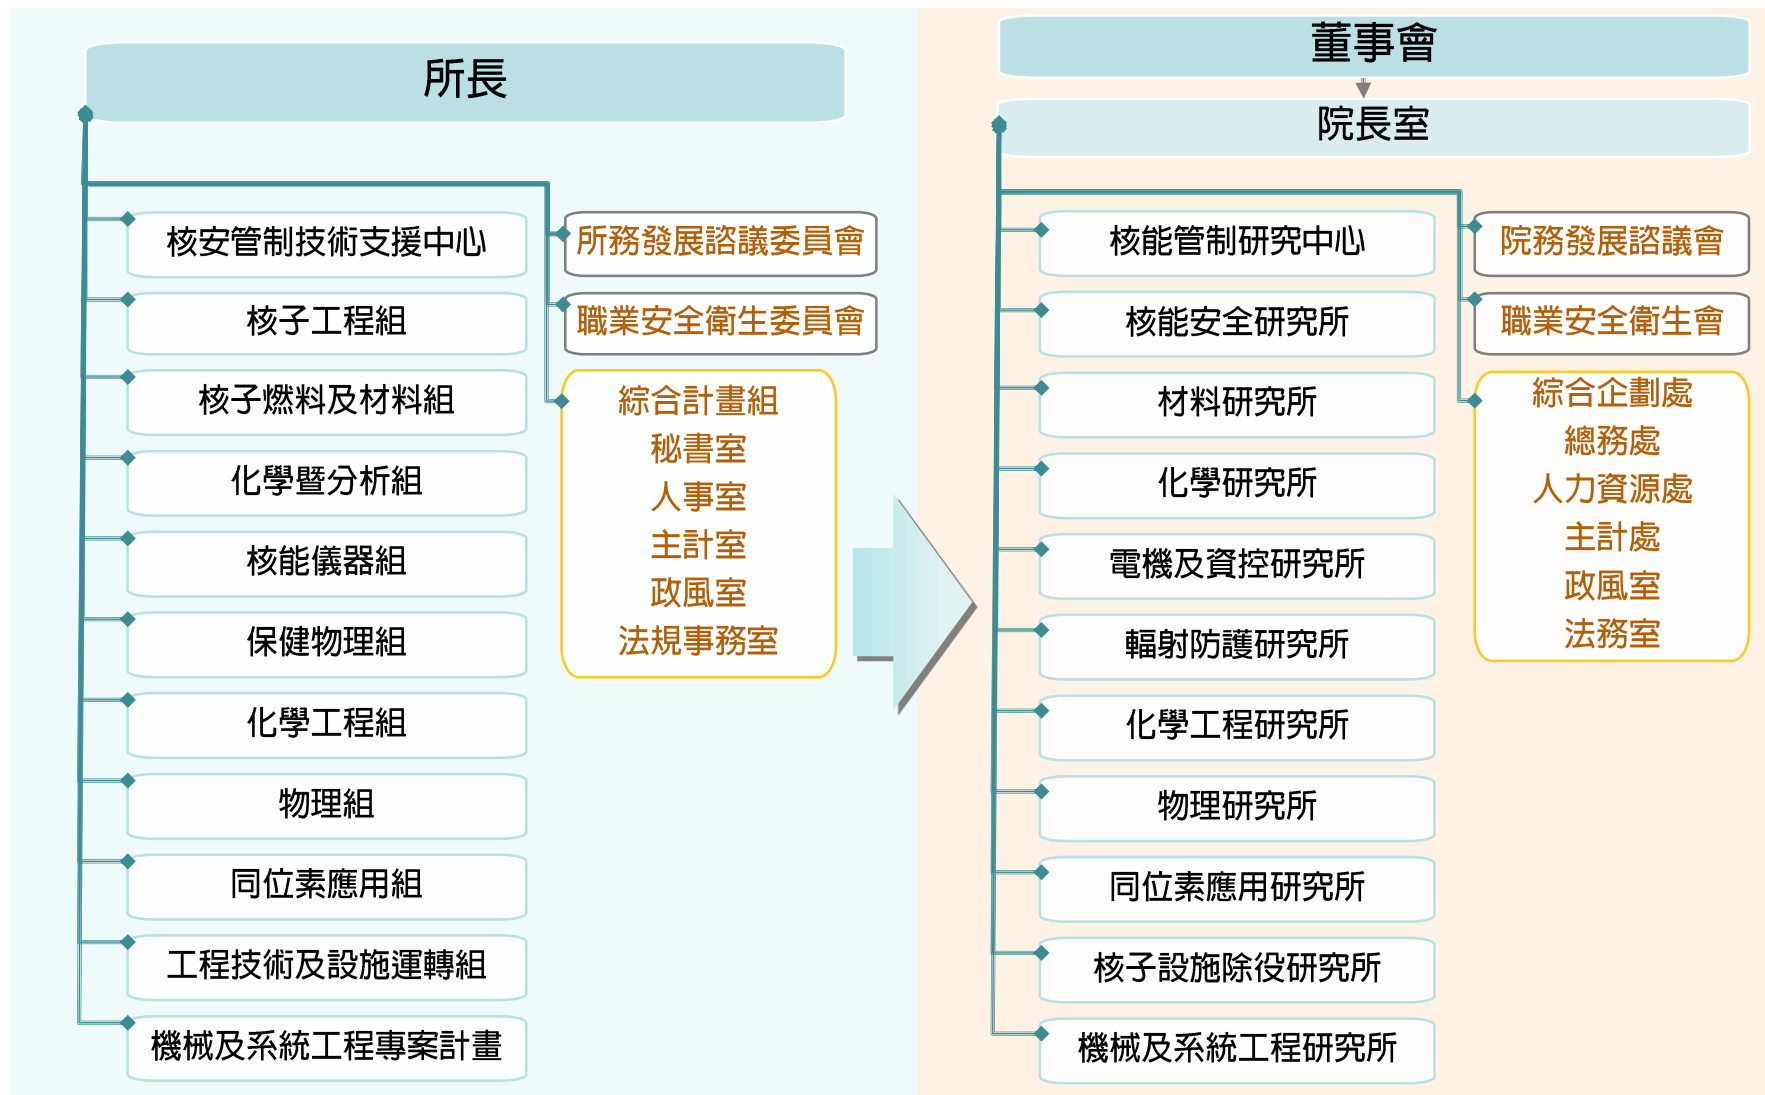 所長
核安管制技術支援中心
核子工程組
核子燃料及材料組
化學暨分析組
核能儀器組
保健物理組
化學工程組
物理組
同位素應用組
工程技術及設施運轉組
機械及系統工程專案計畫
所務發展諮議委員會
職業安全衛生委員會
綜合計畫組
秘書室
人事室
主計室
政風室
法規事務室
董事會
院長室
核能管制研究中心
核能安全研究所
材料研究所
化學研究所
電機及資控研究所
輻射防護研究所
化學工程研究所
物理研究所
同位素應用研究所
核子設施除役研究所
機械及系統工程研究所
院務發展諮議會
職業安全衛生會
綜合企劃處
總務處
人力資源處
主計處
政風室
法務室